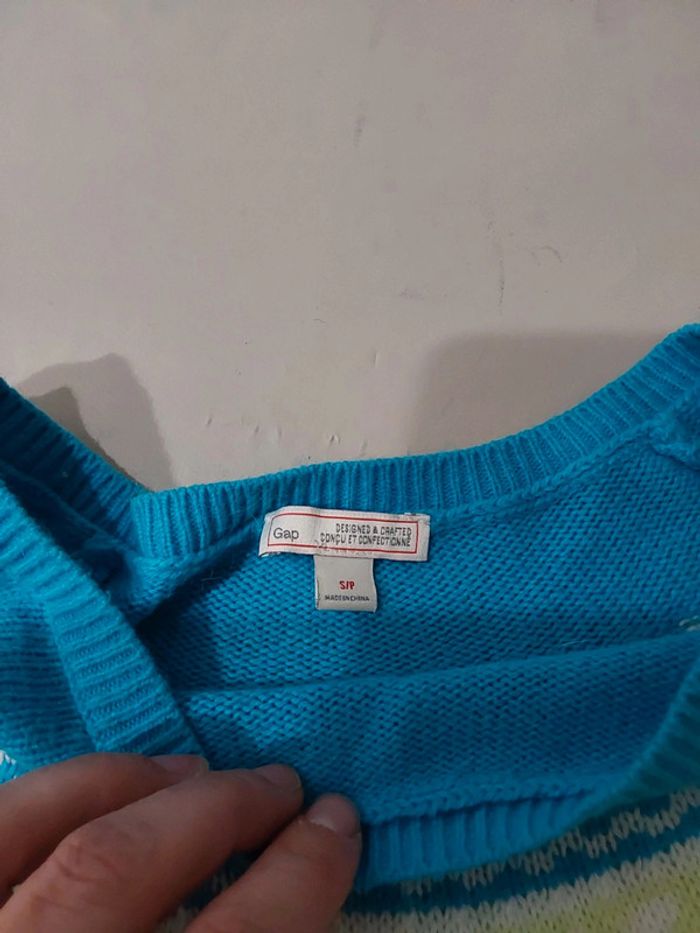 Gap
DESIGNED & CRAFTED
CONÇU ET CONFECTIONNÉ
S/P
MADE IN CHINA